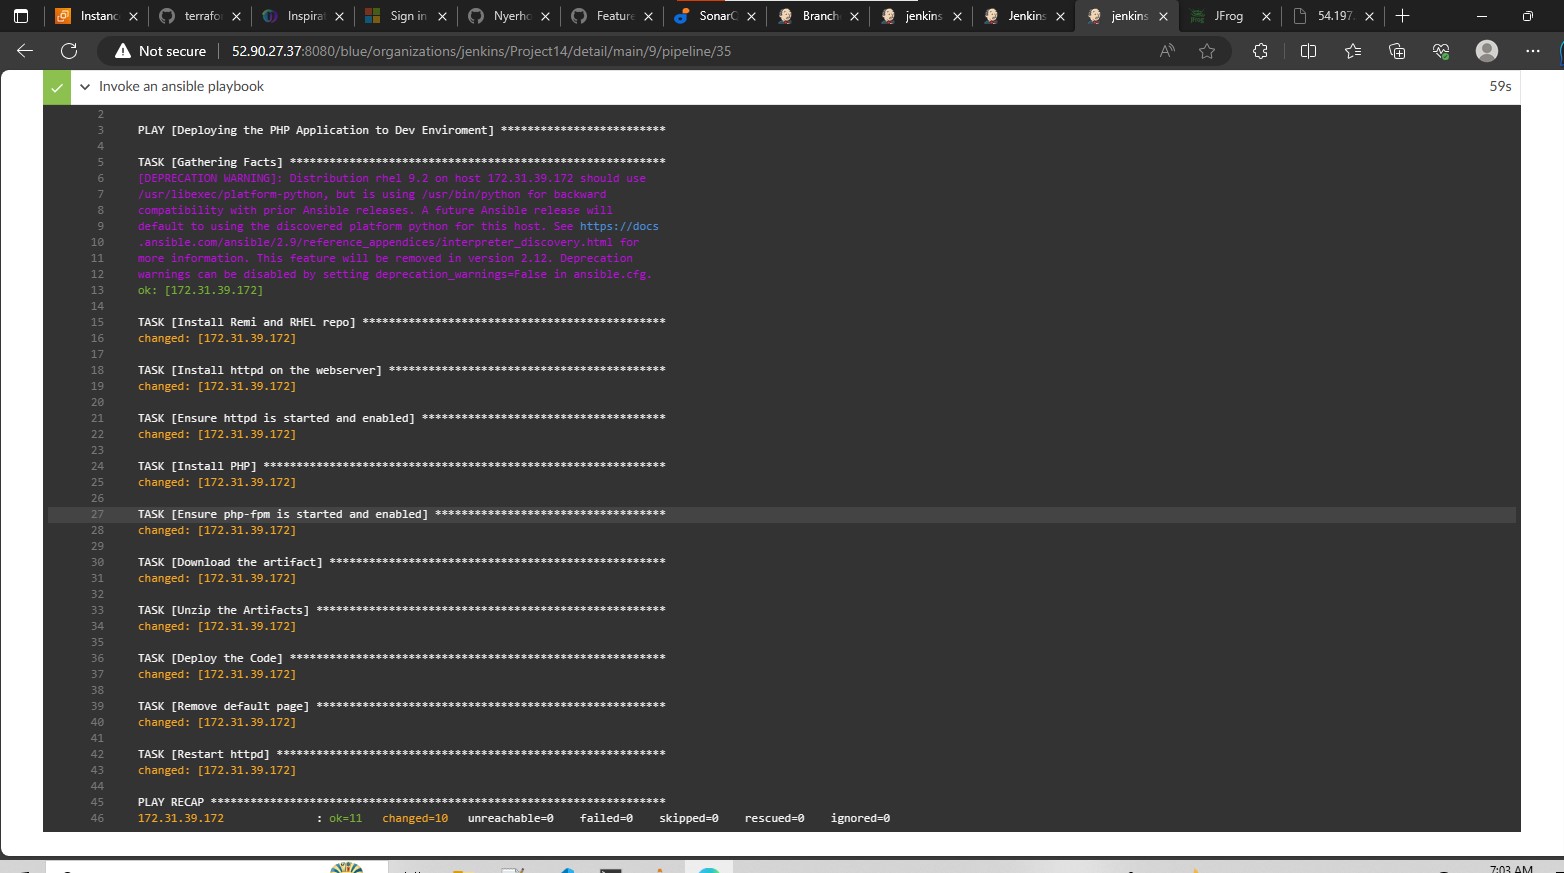 Instanc
terrafo
Inspira
Sign in
Nyerho
Feature
SonarQ
Branche
jenkins
Jenkins
jenkins
JFrog
54.197.
Not secure
52.90.27.37:8080/blue/organizations/jenkins/Project14/detail/main/9/pipeline/35
Invoke an ansible playbook 59s
2
3 PLAY [Deploying the PHP Application to Dev Enviroment] *************************
4
5 TASK [Gathering Facts] *********************************************************
6 [DEPRECATION WARNING]: Distribution rhel 9.2 on host 172.31.39.172 should use
7 /usr/libexec/platform-python, but is using /usr/bin/python for backward
8 compatibility with prior Ansible releases. A future Ansible release will
9 default to using the discovered platform python for this host. See https://docs
10 .ansible.com/ansible/2.9/reference_appendices/interpreter_discovery.html for
11 more information. This feature will be removed in version 2.12. Deprecation
12 warnings can be disabled by setting deprecation_warnings=False in ansible.cfg.
13 ok: [172.31.39.172]
14
15 TASK [Install Remi and RHEL repo] **********************************************
16 changed: [172.31.39.172]
17
18 TASK [Install httpd on the webserver] ******************************************
19 changed: [172.31.39.172]
20
21 TASK [Ensure httpd is started and enabled] *************************************
22 changed: [172.31.39.172]
23
24 TASK [Install PHP] *************************************************************
25 changed: [172.31.39.172]
26
27 TASK [Ensure php-fpm is started and enabled] ***********************************
28 changed: [172.31.39.172]
29
30 TASK [Download the artifact] ***************************************************
31 changed: [172.31.39.172]
32
33 TASK [Unzip the Artifacts] *****************************************************
34 changed: [172.31.39.172]
35
36 TASK [Deploy the Code] *********************************************************
37 changed: [172.31.39.172]
38
39 TASK [Remove default page] *****************************************************
40 changed: [172.31.39.172]
41
42 TASK [Restart httpd] ***********************************************************
43 changed: [172.31.39.172]
44
45 PLAY RECAP *********************************************************************
46 172.31.39.172 : ok=11 changed=10 unreachable=0 failed=0 skipped=0 rescued=0 ignored=0
7:03 AM